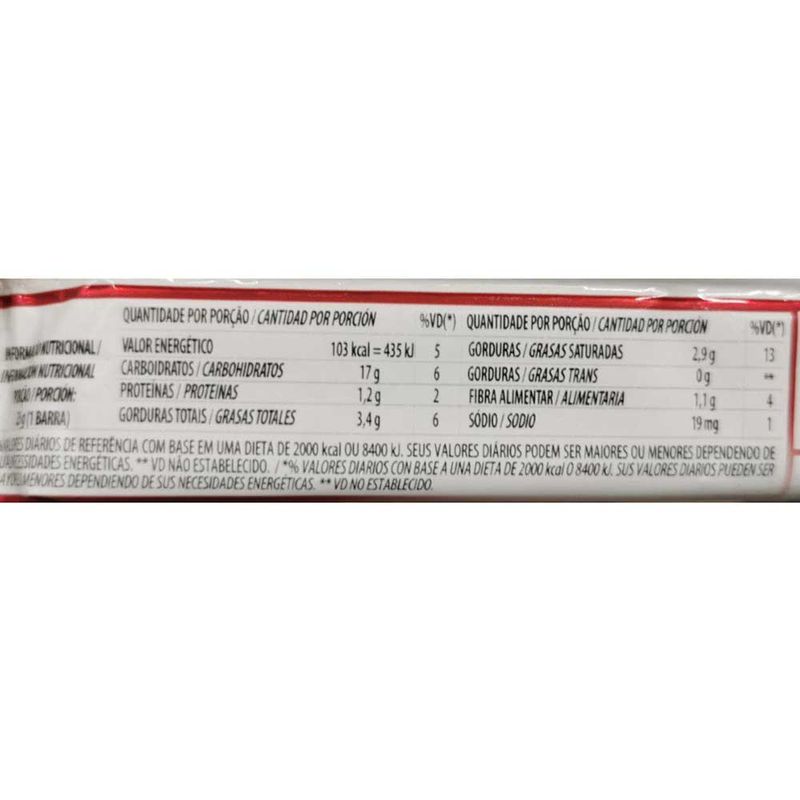 QUANTIDADE POR PORÇÃO / CANTIDAD POR PORCIÓN %VD(*) QUANTIDADE POR PORÇÃO / CANTIDAD POR PORCIÓN %VD(*)
NUTRICIONAL / VALOR ENERGÉTICO 103 kcal = 435 kJ 5 GORDURAS / GRASAS SATURADAS 2,9 g 13
NUTRICIONAL CARBOIDRATOS / CARBOHIDRATOS 17 g 6 GORDURAS / GRASAS TRANS 0 g **
/ PORCIÓN: PROTEÍNAS / PROTEINAS 1,2 g 2 FIBRA ALIMENTAR / ALIMENTARIA 1,1 g 4
(1 BARRA) GORDURAS TOTAIS / GRASAS TOTALES 3,4 g 6 SÓDIO / SODIO 19 mg 1
DIÁRIOS DE REFERÊNCIA COM BASE EM UMA DIETA DE 2000 kcal OU 8400 kJ. SEUS VALORES DIÁRIOS PODEM SER MAIORES OU MENORES DEPENDENDO DE
ENERGÉTICAS. ** VD NÃO ESTABELECIDO. / *% VALORES DIARIOS CON BASE A UNA DIETA DE 2000 kcal O 8400 kJ. SUS VALORES DIARIOS PUEDEN SER
MENORES DEPENDIENDO DE SUS NECESIDADES ENERGÉTICAS. ** VD NO ESTABLECIDO.